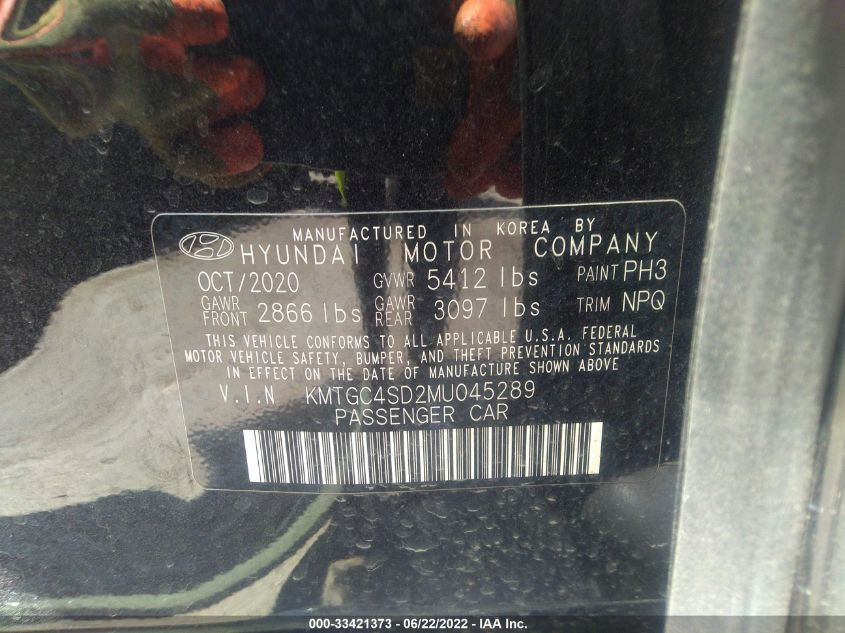 MANUFACTURED IN KOREA BY
HYUNDAI MOTOR COMPANY
OCT/2020 GVWR 5412 lbs PAINT PH3
GAWR FRONT 2866 lbs GAWR REAR 3097 lbs TRIM NPQ
THIS VEHICLE CONFORMS TO ALL APPLICABLE U.S.A. FEDERAL
MOTOR VEHICLE SAFETY, BUMPER, AND THEFT PREVENTION STANDARDS
IN EFFECT ON THE DATE OF MANUFACTURE SHOWN ABOVE.
V.I.N KMTGC4SD2MU045289
PASSENGER CAR
000-33421373 - 06/22/2022 - IAA Inc.